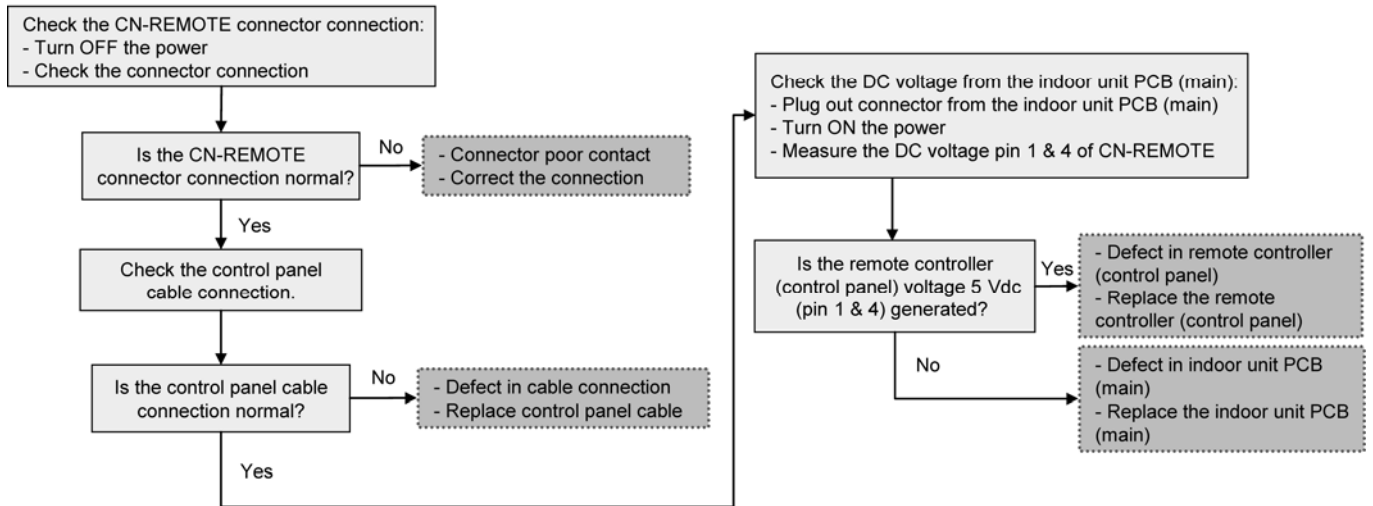 Check the CN-REMOTE connector connection:
- Turn OFF the power
- Check the connector connection
Is the CN-REMOTE
connector connection normal?
No
- Connector poor contact
- Correct the connection
Yes
Check the control panel
cable connection.
Is the control panel cable
connection normal?
No
- Defect in cable connection
- Replace control panel cable
Yes
Check the DC voltage from the indoor unit PCB (main):
- Plug out connector from the indoor unit PCB (main)
- Turn ON the power
- Measure the DC voltage pin 1 & 4 of CN-REMOTE
Is the remote controller
(control panel) voltage 5 Vdc
(pin 1 & 4) generated?
Yes
- Defect in remote controller
(control panel)
- Replace the remote
controller (control panel)
No
- Defect in indoor unit PCB
(main)
- Replace the indoor unit PCB
(main)